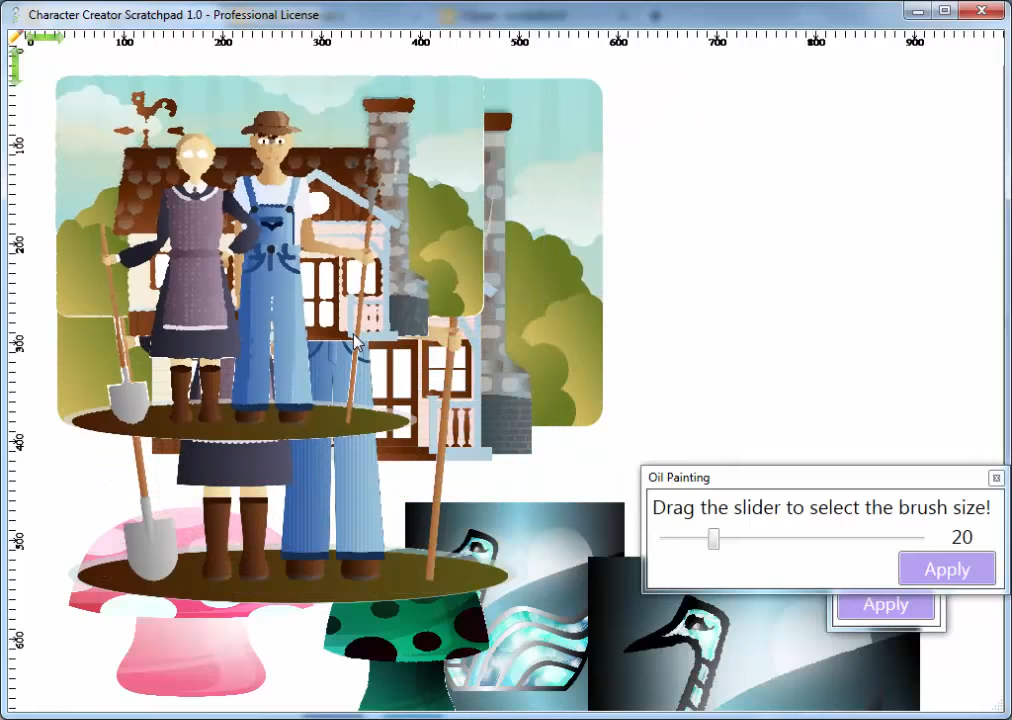 Character Creator Scratchpad 1.0 - Professional License
0 100 200 300 400 500 600 700 800 900
0
100
200
300
400
500
600
Oil Painting
Drag the slider to select the brush size!
20
Apply
Apply